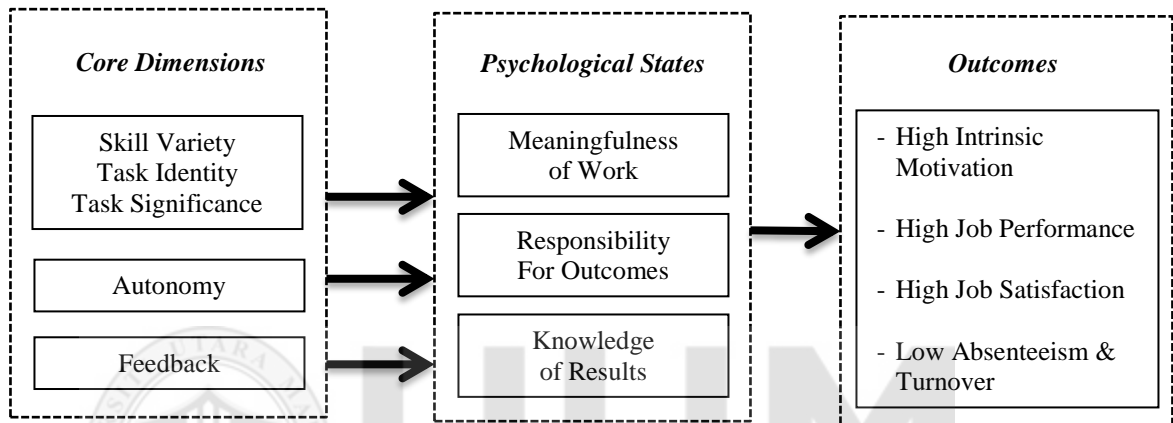 Core Dimensions
Skill Variety
Task Identity
Task Significance
Autonomy
Feedback
Psychological States
Meaningfulness
of Work
Responsibility
For Outcomes
Knowledge
of Results
Outcomes
- High Intrinsic
Motivation
- High Job Performance
- High Job Satisfaction
- Low Absenteeism &
Turnover
UTARA